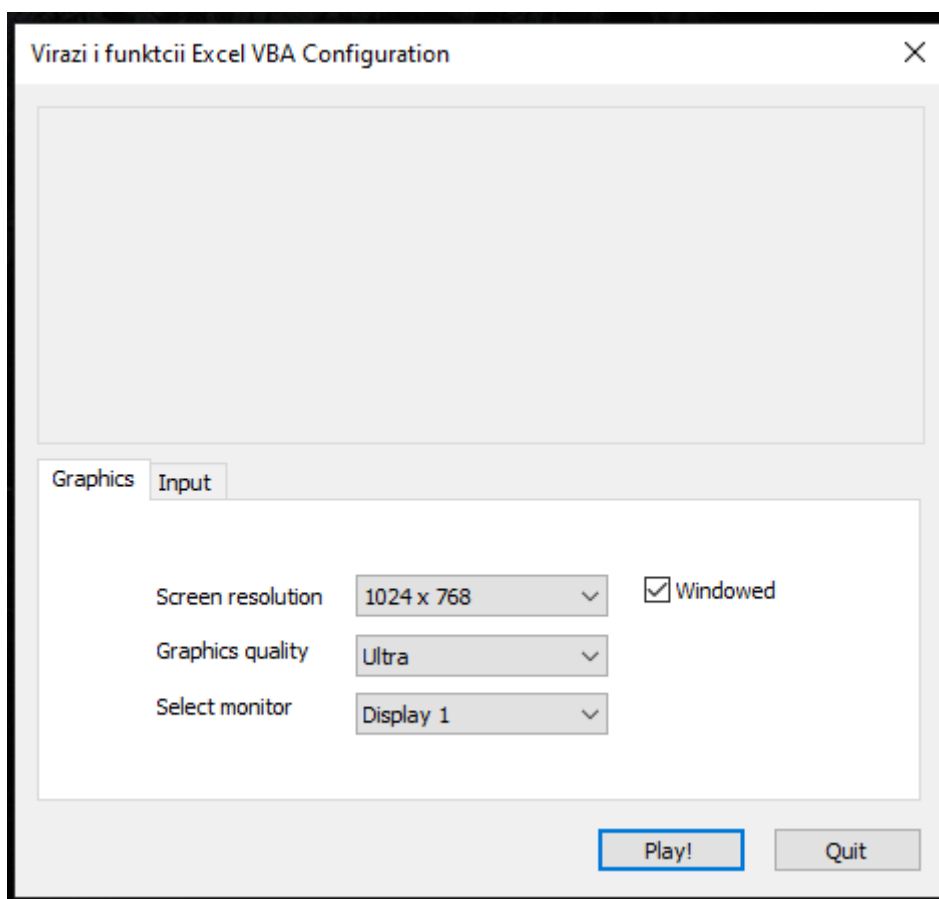 Virazi i funktcii Excel VBA Configuration
Graphics
Input
Screen resolution
1024 x 768
Windowed
Graphics quality
Ultra
Select monitor
Display 1
Play!
Quit